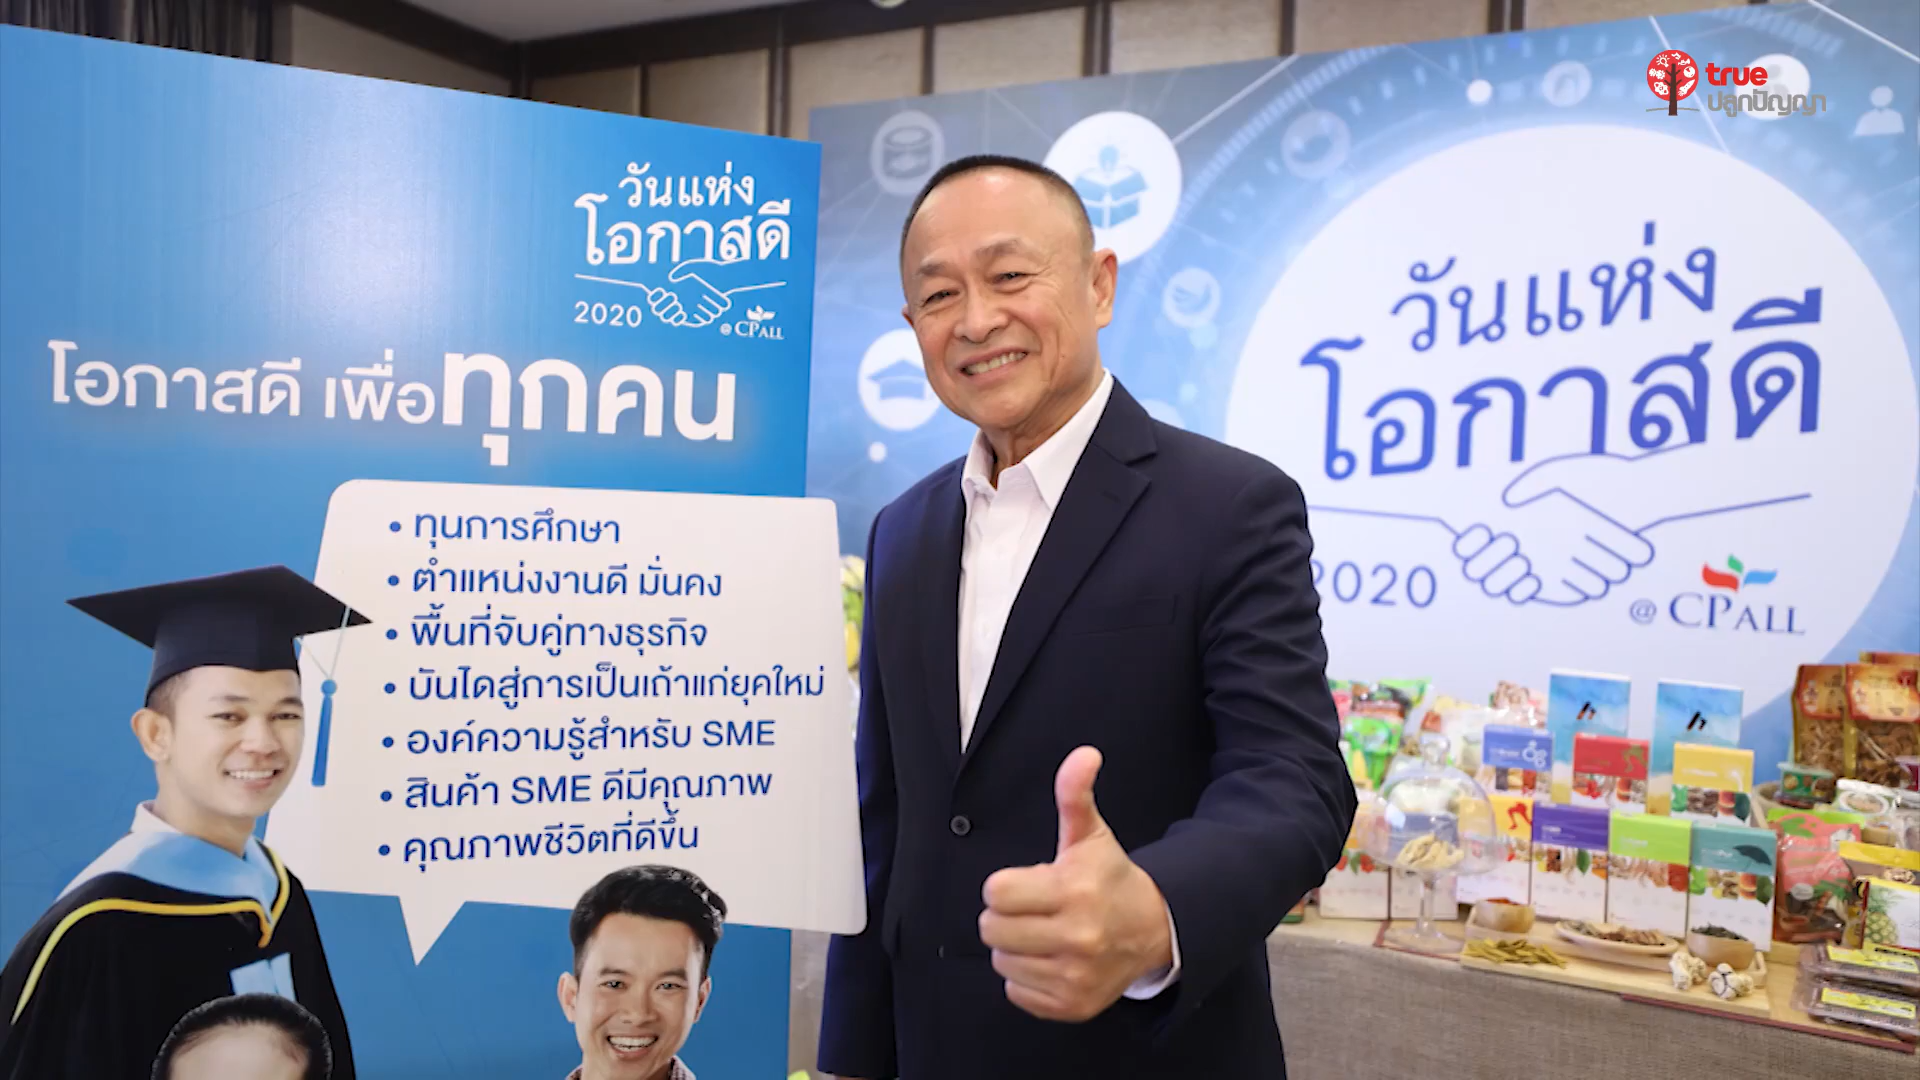 true
ปลูกปัญญา
วันแห่ง
โอกาสดี
2020
@ CP ALL
โอกาสดี เพื่อทุกคน
• ทุนการศึกษา
• ตำแหน่งงานดี มั่นคง
• พื้นที่จับคู่ทางธุรกิจ
• บันไดสู่การเป็นเถ้าแก่ยุคใหม่
• องค์ความรู้สำหรับ SME
• สินค้า SME ดีมีคุณภาพ
• คุณภาพชีวิตที่ดีขึ้น
วันแห่ง
โอกาสดี
2020
@ CP ALL